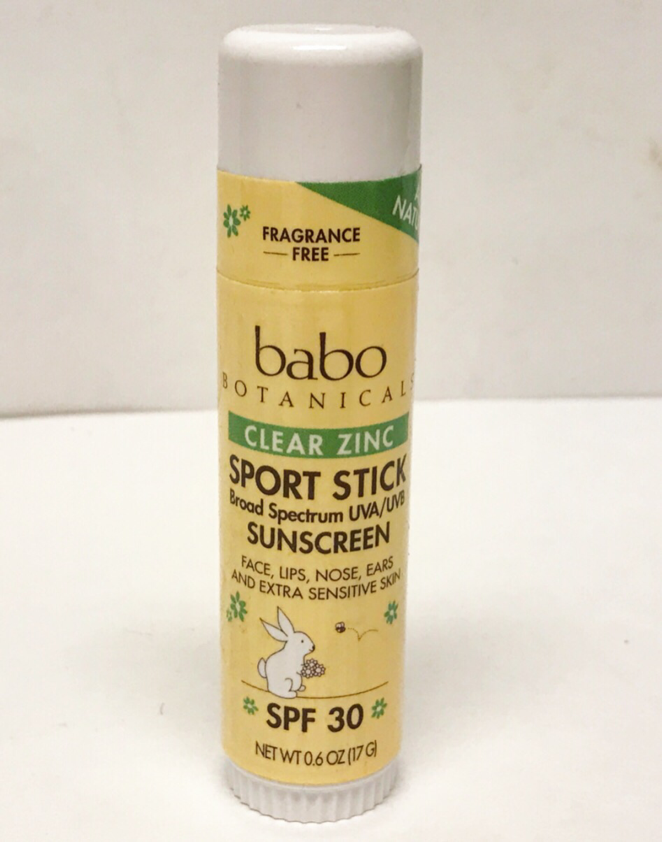 FRAGRANCE
FREE
babo
BOTANICALS
CLEAR ZINC
SPORT STICK
Broad Spectrum UVA/UVB
SUNSCREEN
FACE, LIPS, NOSE, EARS
AND EXTRA SENSITIVE SKIN
SPF 30
NET WT 0.6 OZ (17 G)